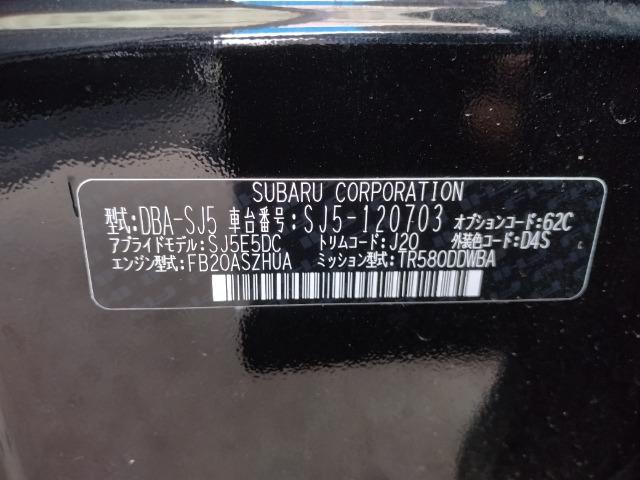 SUBARU CORPORATION
型式:DBA-SJ5 車台番号:SJ5-120703 オプションコード:62C
アプライドモデル:SJ5E5DC トリムコード:J20 外装色コード:D4S
エンジン型式:FB20ASZHUA ミッション型式:TR580DDWBA